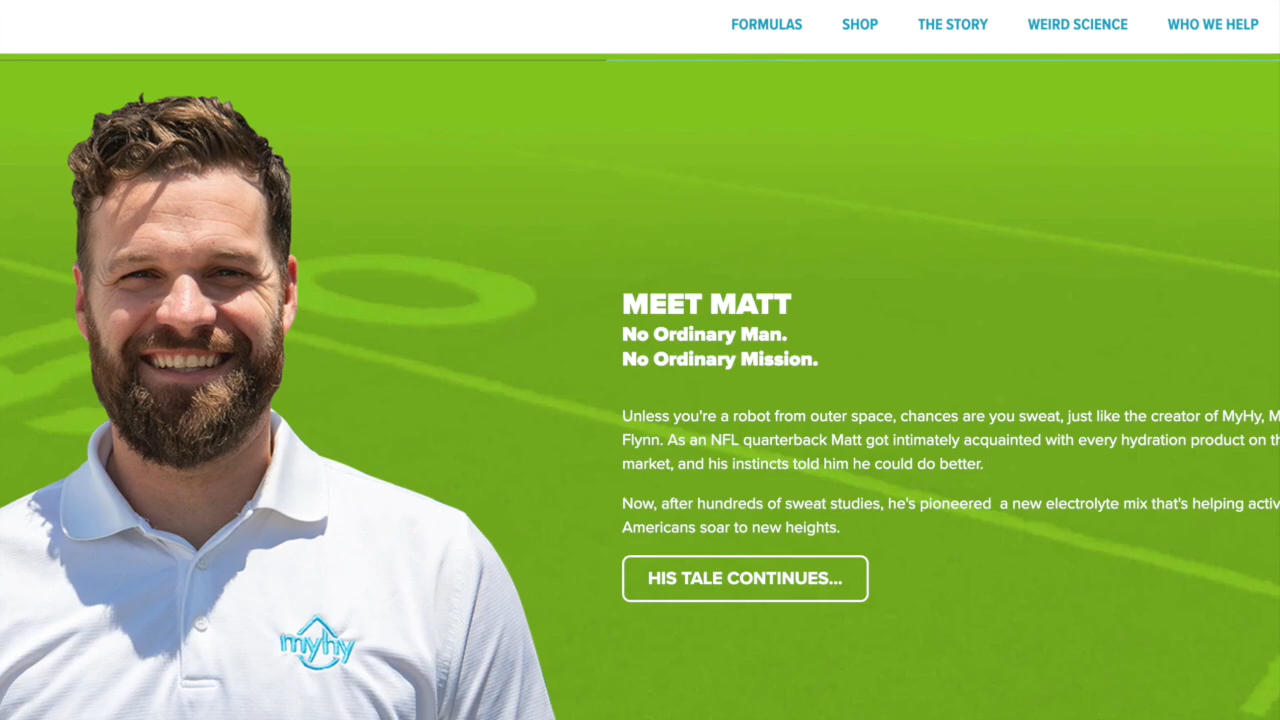 FORMULAS SHOP THE STORY WEIRD SCIENCE WHO WE HELP
MEET MATT
No Ordinary Man.
No Ordinary Mission.
Unless you're a robot from outer space, chances are you sweat, just like the creator of MyHy,
Flynn. As an NFL quarterback Matt got intimately acquainted with every hydration product on
market, and his instincts told him he could do better.
Now, after hundreds of sweat studies, he's pioneered a new electrolyte mix that's helping
Americans soar to new heights.
HIS TALE CONTINUES...
myhy